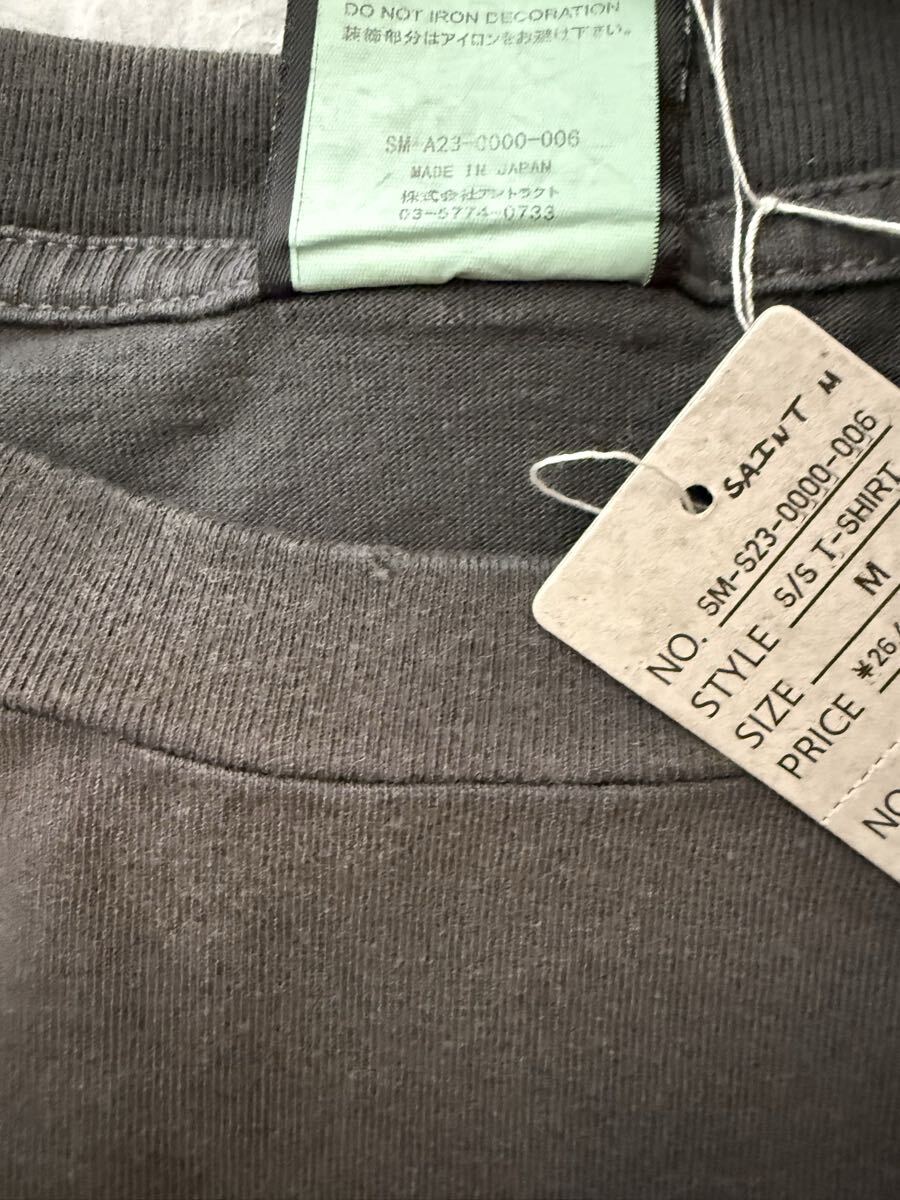 DO NOT IRON DECORATION
装飾部分はアイロンをお避け下さい。
SM-A23-0000-006
MADE IN JAPAN
株式会社アントラクト
03-5774-0733
SAINT M
NO. SM-S23-0000-006
STYLE S/S T-SHIRT
SIZE M
PRICE ¥26,
NO